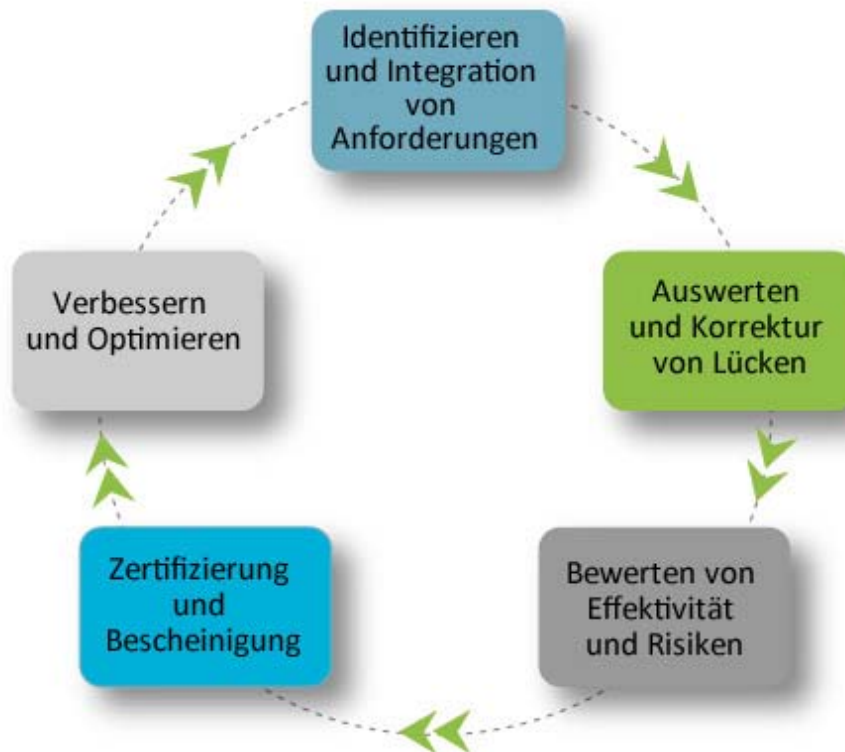 Identifizieren
und Integration
von
Anforderungen
Auswerten
und Korrektur
von Lücken
Bewerten von
Effektivität
und Risiken
Zertifizierung
und
Bescheinigung
Verbessern
und Optimieren